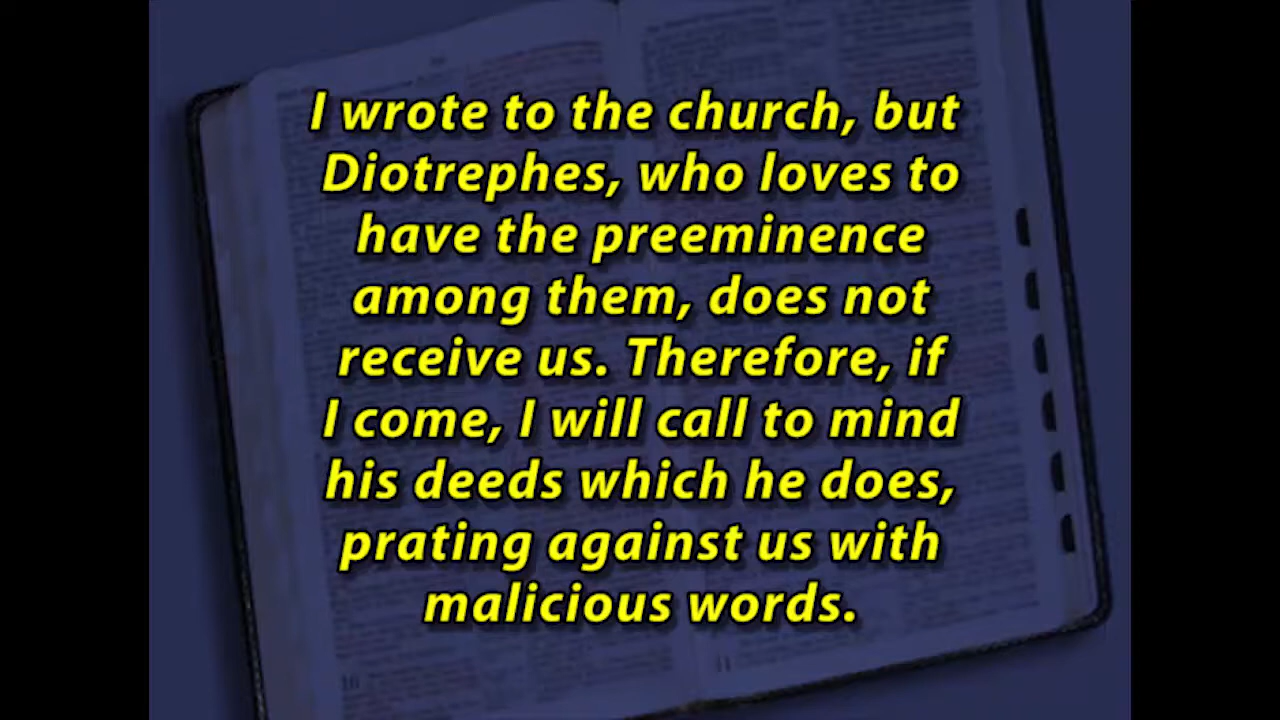 I wrote to the church, but
Diotrephes, who loves to
have the preeminence
among them, does not
receive us. Therefore, if
I come, I will call to mind
his deeds which he does,
prating against us with
malicious words.